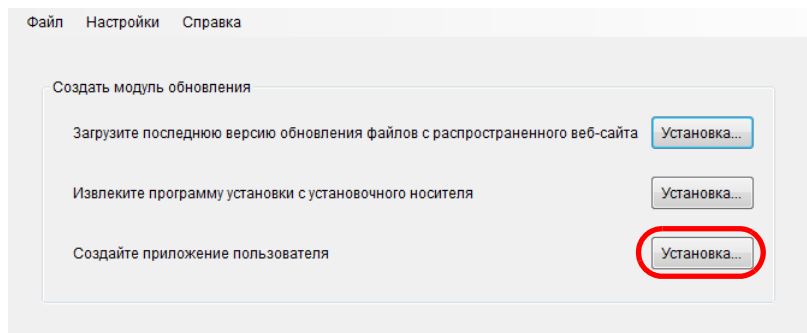 Файл Настройки Справка
Создать модуль обновления
Загрузите последнюю версию обновления файлов с распространенного веб-сайта Установка...
Извлеките программу установки с установочного носителя Установка...
Создайте приложение пользователя Установка...